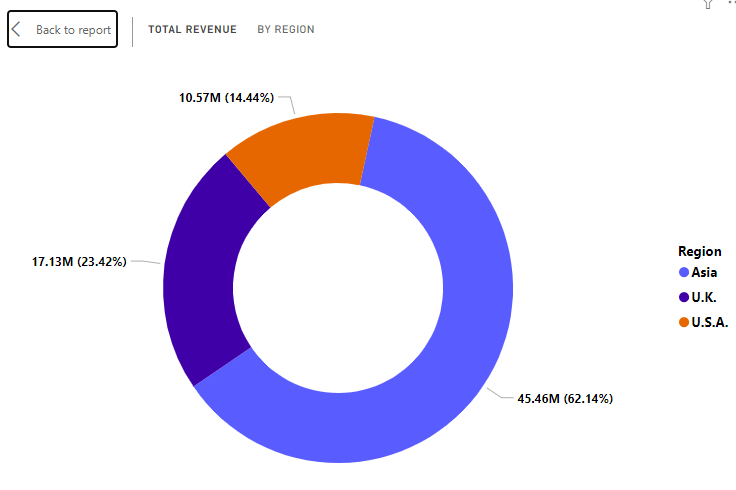 Back to report
TOTAL REVENUE
BY REGION
10.57M (14.44%)
17.13M (23.42%)
45.46M (62.14%)
Region
Asia
U.K.
U.S.A.